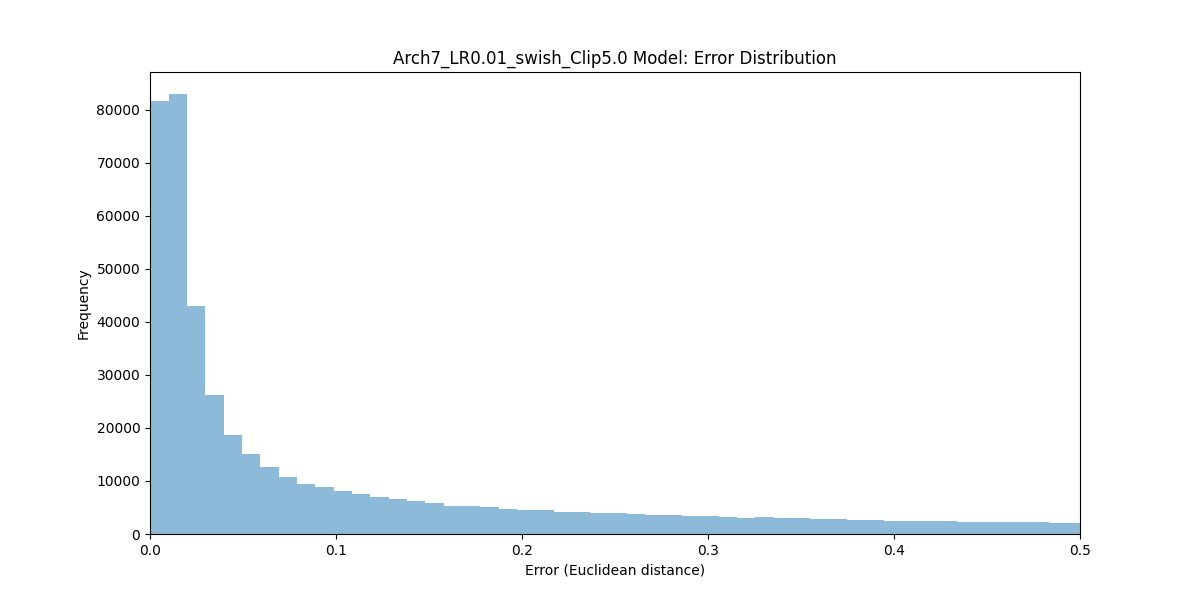 Arch7_LR0.01_swish_Clip5.0 Model: Error Distribution
80000
70000
60000
50000
40000
30000
20000
10000
0
Frequency
0.0 0.1 0.2 0.3 0.4 0.5
Error (Euclidean distance)